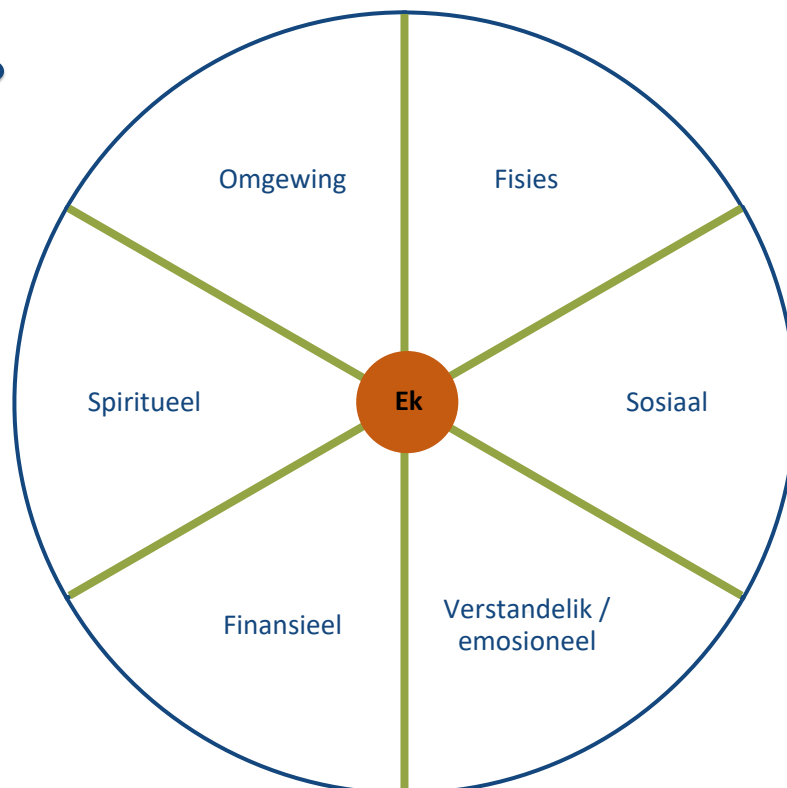 Omgewing
Fisies
Spiritueel
Ek
Sosiaal
Finansieel
Verstandelik /
emosioneel